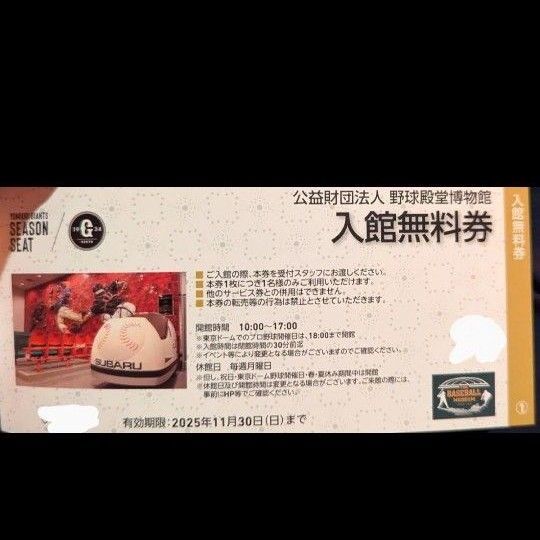 公益財団法人 野球殿堂博物館
入館無料券
YOMIURI GIANTS
SEASON
SEAT
G
19 34
■ ご入館の際、本券を受付スタッフにお渡しください。
■ 本券1枚につき1名様のみご利用いただけます。
■ 他のサービス券との併用はできません。
■ 本券の転売等の行為は禁止とさせていただきます。
開館時間 10:00~17:00
※東京ドームでのプロ野球開催日は、18:00まで開館
※入館時間は閉館時間の30分前迄
※イベント等により変更となる場合がございますのでご確認ください。
休館日 毎週月曜日
※但し、祝日・東京ドーム野球開催日・春・夏休み期間中は開館
※休館日及び開館時間は変更となる場合がございます。ご来館の際には、
事前にHP等でご確認ください。
SUBARU
有効期限:2025年11月30日(日)まで
BASEBALL
MUSEUM
入館無料券
①